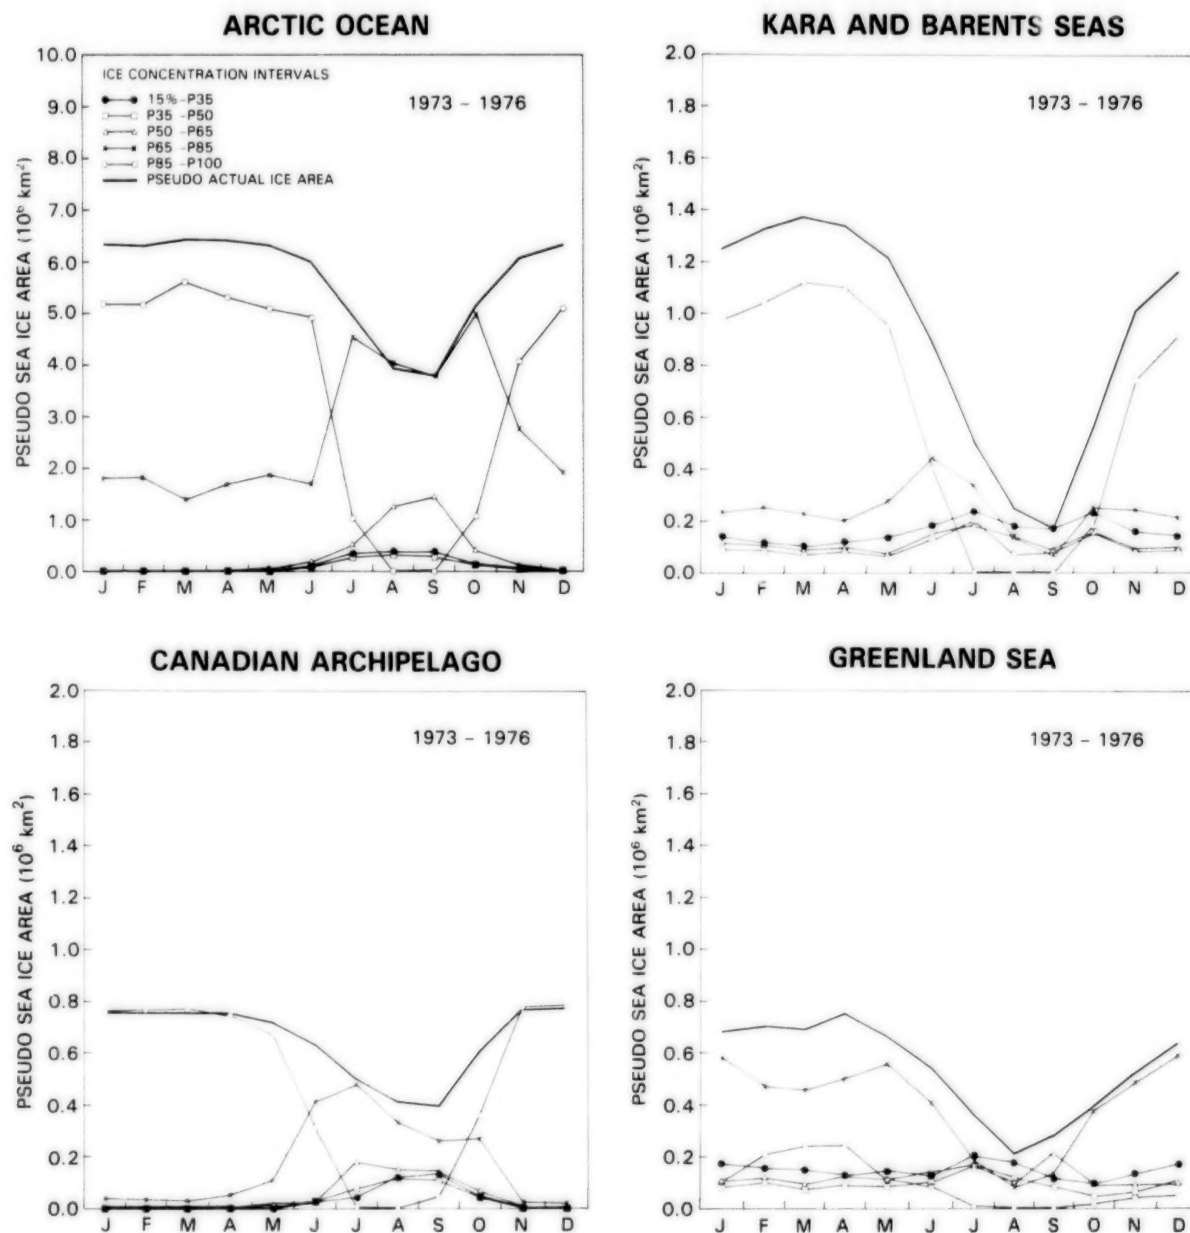 ARCTIC OCEAN
PSEUDO SEA ICE AREA (10⁶ km²)
10.0
9.0
8.0
7.0
6.0
5.0
4.0
3.0
2.0
1.0
0.0
ICE CONCENTRATION INTERVALS
15%-P35
P35-P50
P50-P65
P65-P85
P85-P100
PSEUDO ACTUAL ICE AREA
1973 - 1976
J F M A M J J A S O N D
KARA AND BARENTS SEAS
PSEUDO SEA ICE AREA (10⁶ km²)
2.0
1.8
1.6
1.4
1.2
1.0
0.8
0.6
0.4
0.2
0.0
1973 - 1976
J F M A M J J A S O N D
CANADIAN ARCHIPELAGO
PSEUDO SEA ICE AREA (10⁶ km²)
2.0
1.8
1.6
1.4
1.2
1.0
0.8
0.6
0.4
0.2
0.0
1973 - 1976
J F M A M J J A S O N D
GREENLAND SEA
PSEUDO SEA ICE AREA (10⁶ km²)
2.0
1.8
1.6
1.4
1.2
1.0
0.8
0.6
0.4
0.2
0.0
1973 - 1976
J F M A M J J A S O N D